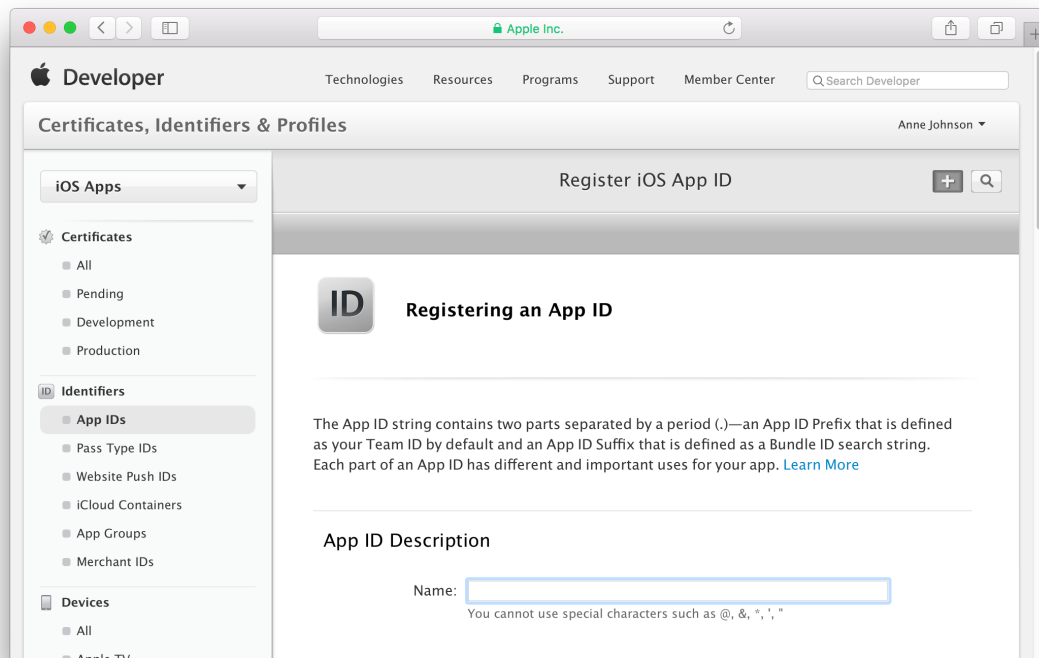 Apple Inc.
Developer
Technologies
Resources
Programs
Support
Member Center
Search Developer
Certificates, Identifiers & Profiles
Anne Johnson
iOS Apps
Register iOS App ID
Certificates
All
Pending
Development
Production
ID Identifiers
App IDs
Pass Type IDs
Website Push IDs
iCloud Containers
App Groups
Merchant IDs
Devices
All
Apple TV
ID
Registering an App ID
The App ID string contains two parts separated by a period (.)—an App ID Prefix that is defined
as your Team ID by default and an App ID Suffix that is defined as a Bundle ID search string.
Each part of an App ID has different and important uses for your app. Learn More
App ID Description
Name:
You cannot use special characters such as @, &, *, ', "